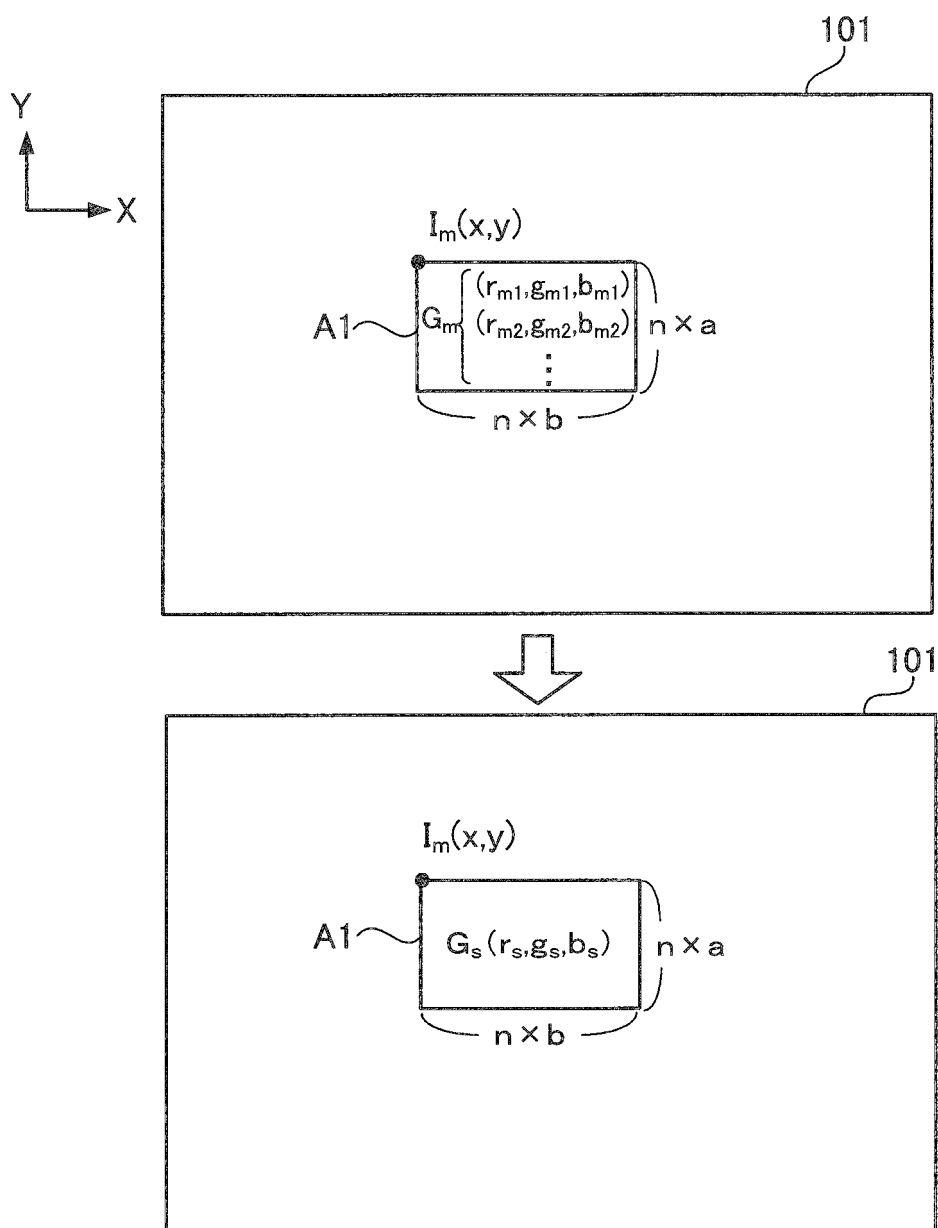 101
Y
X
Iₘ(x,y)
A1
Gₘ
(rₘ₁,gₘ₁,bₘ₁)
(rₘ₂,gₘ₂,bₘ₂)
⋮
n×a
n×b
101
Iₘ(x,y)
A1
Gₛ(rₛ,gₛ,bₛ)
n×a
n×b